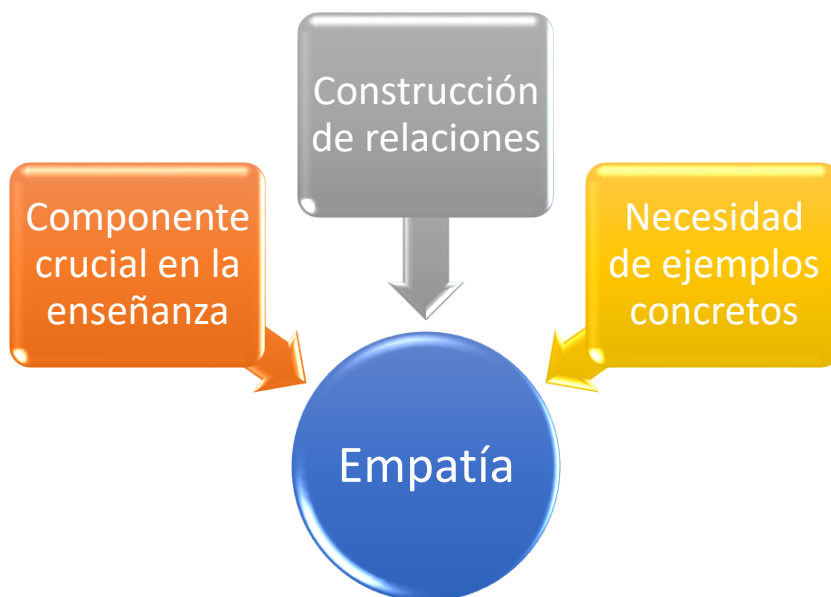 Construcción
de relaciones
Componente
crucial en la
enseñanza
Necesidad
de ejemplos
concretos
Empatía